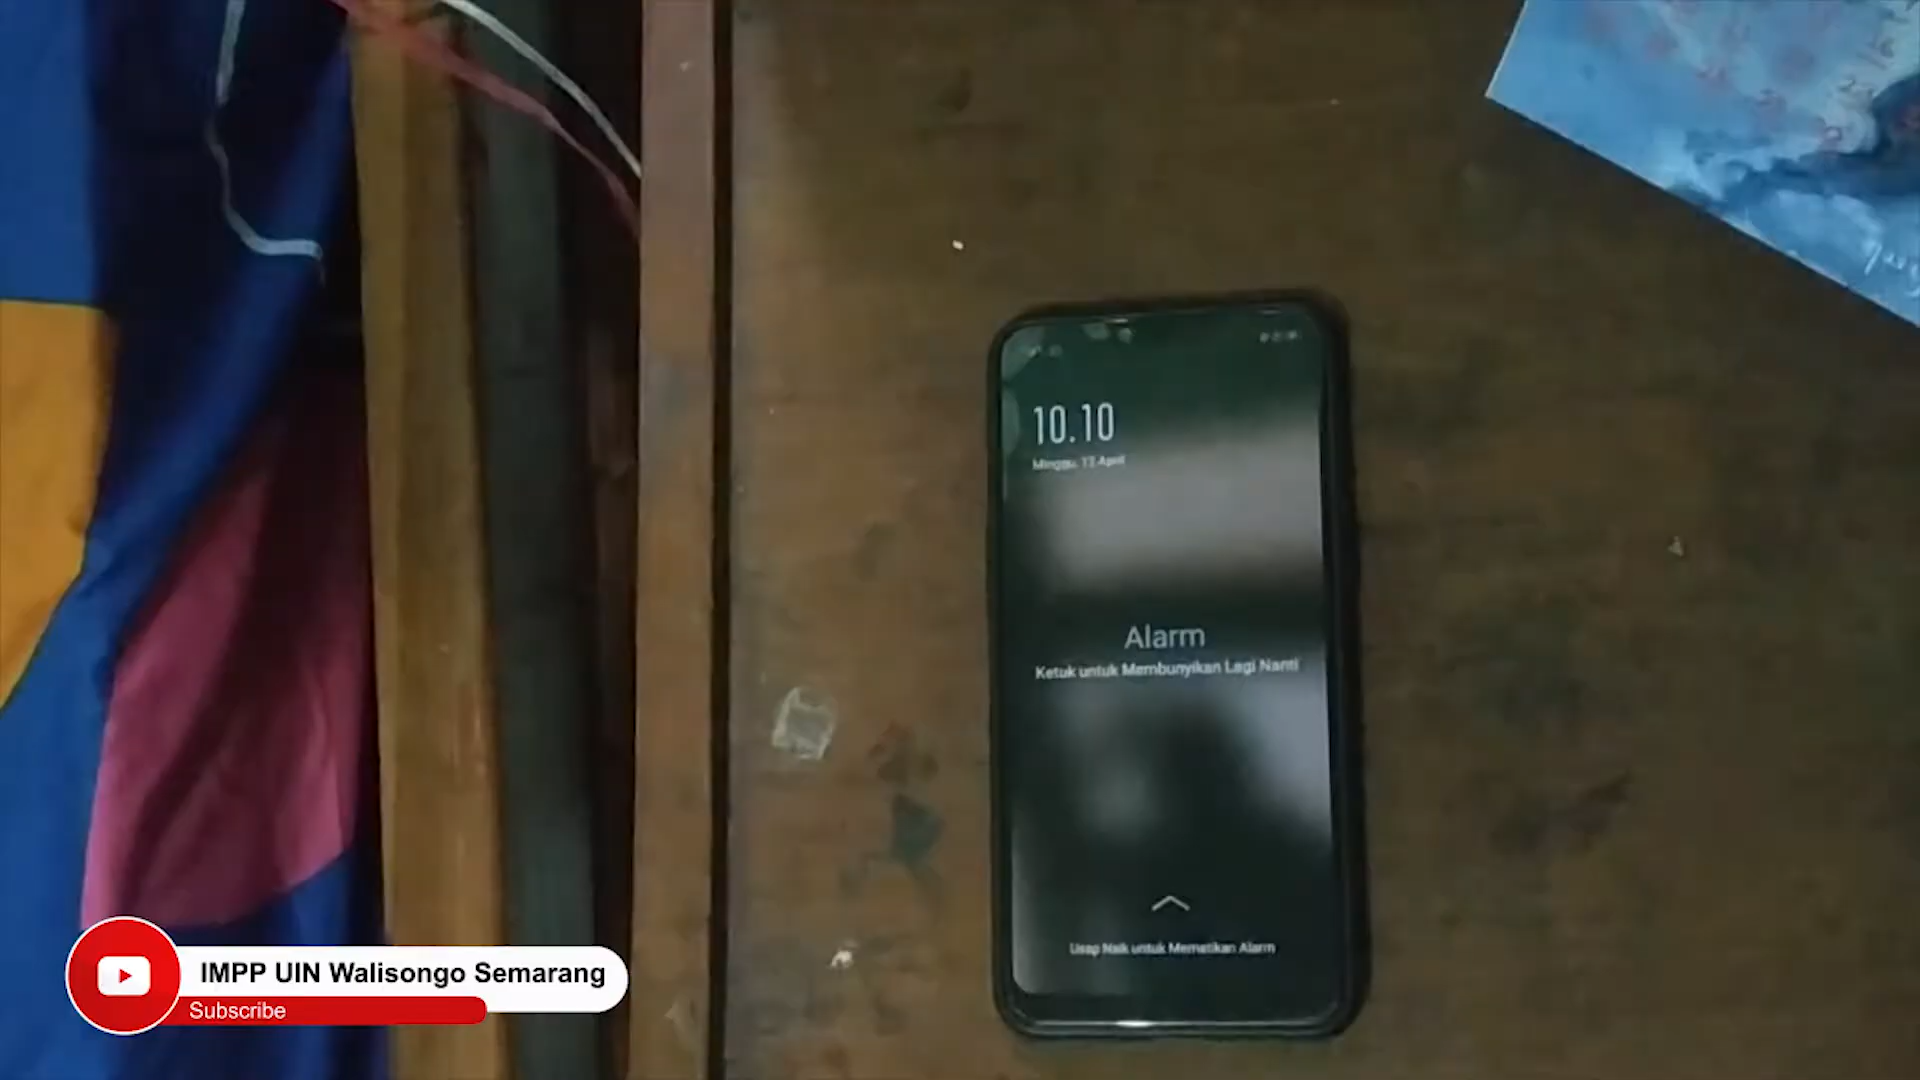 10.10
Minggu, April
Alarm
Ketuk untuk Membunyikan Lagi Nanti
Usap Naik untuk Mematikan Alarm
IMPP UIN Walisongo Semarang
Subscribe